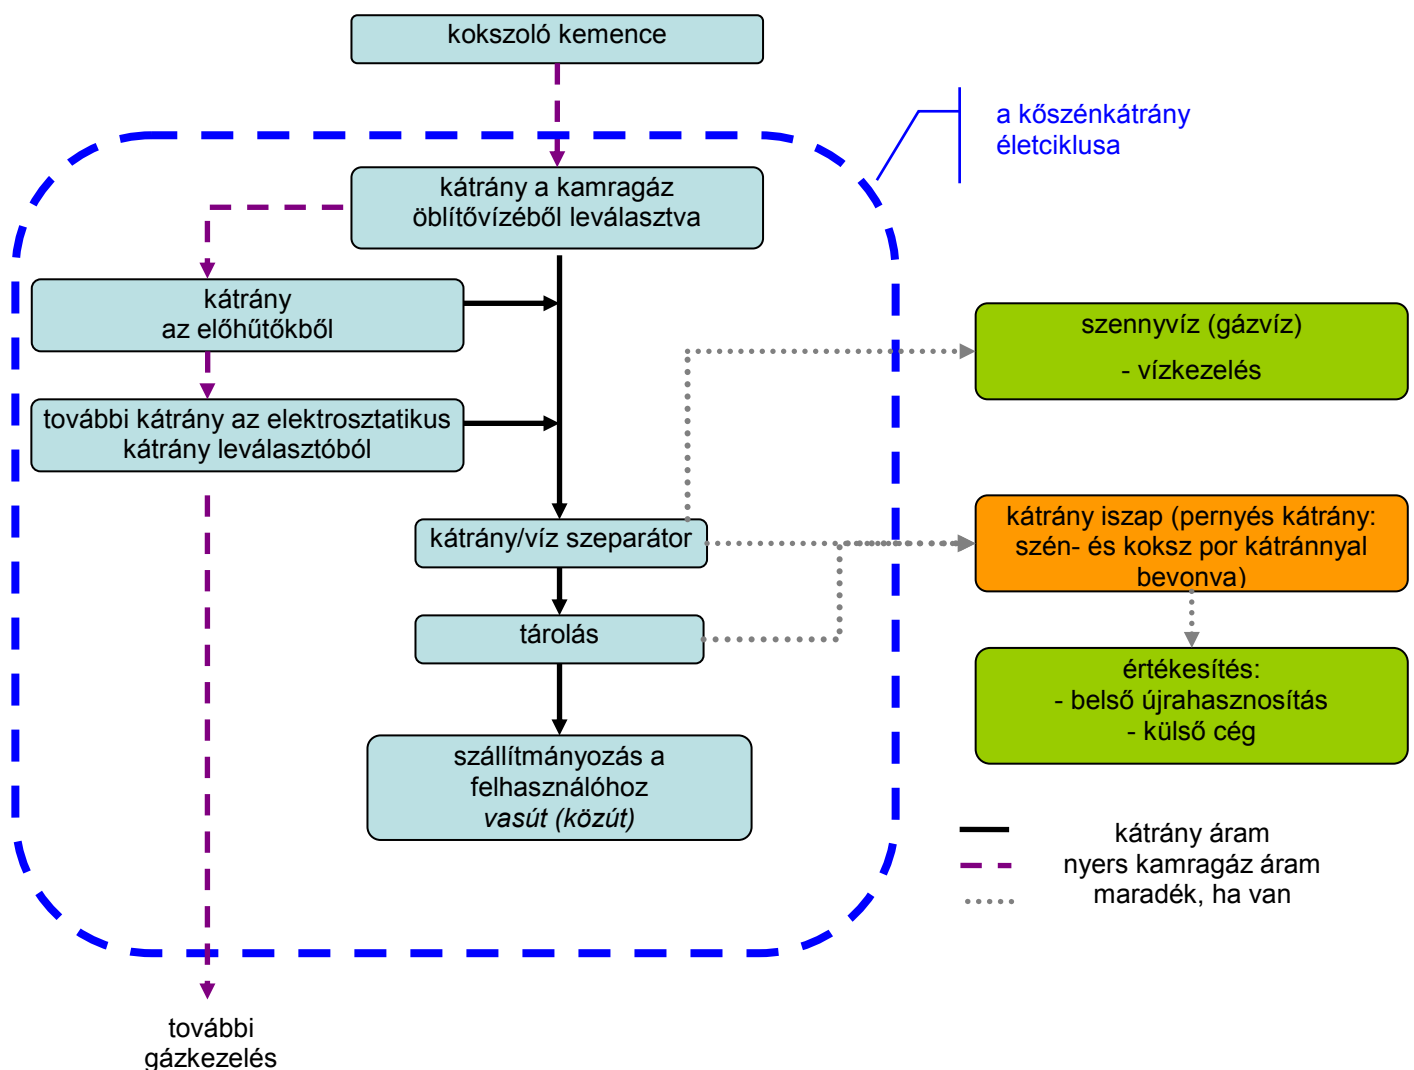 kokszoló kemence
a kőszénkátrány
életciklusa
kátrány a kamragáz
öblítővízéből leválasztva
kátrány
az előhűtőkből
szennyvíz (gázvíz)
- vízkezelés
további kátrány az elektrosztatikus
kátrány leválasztóból
kátrány/víz szeparátor
kátrány iszap (pernyés kátrány:
szén- és koksz por kátránnyal
bevonva)
tárolás
értékesítés:
- belső újrahasznosítás
- külső cég
szállítmányozás a
felhasználóhoz
vasút (közút)
kátrány áram
nyers kamragáz áram
maradék, ha van
további
gázkezelés